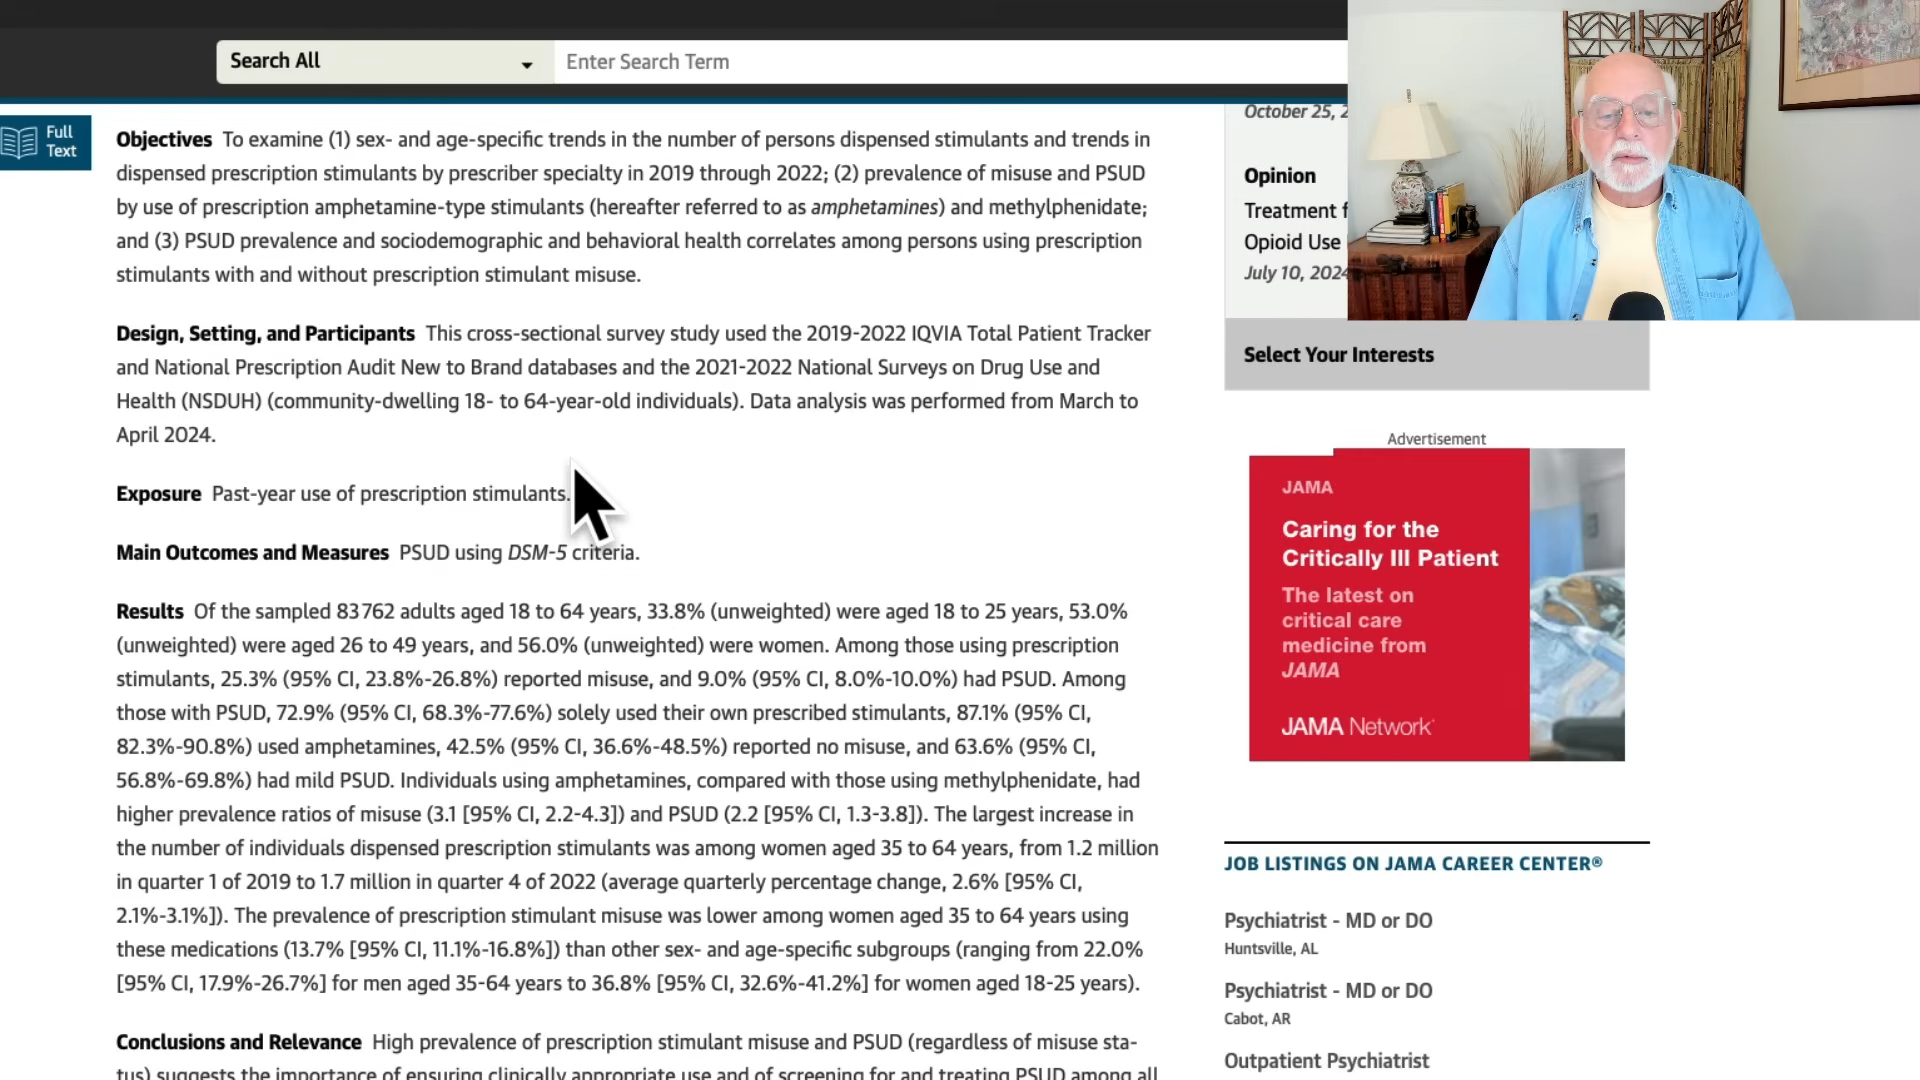 Search All
Enter Search Term
Full
Text
Objectives To examine (1) sex- and age-specific trends in the number of persons dispensed stimulants and trends in
dispensed prescription stimulants by prescriber specialty in 2019 through 2022; (2) prevalence of misuse and PSUD
by use of prescription amphetamine-type stimulants (hereafter referred to as amphetamines) and methylphenidate;
and (3) PSUD prevalence and sociodemographic and behavioral health correlates among persons using prescription
stimulants with and without prescription stimulant misuse.
Design, Setting, and Participants This cross-sectional survey study used the 2019-2022 IQVIA Total Patient Tracker
and National Prescription Audit New to Brand databases and the 2021-2022 National Surveys on Drug Use and
Health (NSDUH) (community-dwelling 18- to 64-year-old individuals). Data analysis was performed from March to
April 2024.
Exposure Past-year use of prescription stimulants.
Main Outcomes and Measures PSUD using DSM-5 criteria.
Results Of the sampled 83 762 adults aged 18 to 64 years, 33.8% (unweighted) were aged 18 to 25 years, 53.0%
(unweighted) were aged 26 to 49 years, and 56.0% (unweighted) were women. Among those using prescription
stimulants, 25.3% (95% CI, 23.8%-26.8%) reported misuse, and 9.0% (95% CI, 8.0%-10.0%) had PSUD. Among
those with PSUD, 72.9% (95% CI, 68.3%-77.6%) solely used their own prescribed stimulants, 87.1% (95% CI,
82.3%-90.8%) used amphetamines, 42.5% (95% CI, 36.6%-48.5%) reported no misuse, and 63.6% (95% CI,
56.8%-69.8%) had mild PSUD. Individuals using amphetamines, compared with those using methylphenidate, had
higher prevalence ratios of misuse (3.1 [95% CI, 2.2-4.3]) and PSUD (2.2 [95% CI, 1.3-3.8]). The largest increase in
the number of individuals dispensed prescription stimulants was among women aged 35 to 64 years, from 1.2 million
in quarter 1 of 2019 to 1.7 million in quarter 4 of 2022 (average quarterly percentage change, 2.6% [95% CI,
2.1%-3.1%]). The prevalence of prescription stimulant misuse was lower among women aged 35 to 64 years using
these medications (13.7% [95% CI, 11.1%-16.8%]) than other sex- and age-specific subgroups (ranging from 22.0%
[95% CI, 17.9%-26.7%] for men aged 35-64 years to 36.8% [95% CI, 32.6%-41.2%] for women aged 18-25 years).
Conclusions and Relevance High prevalence of prescription stimulant misuse and PSUD (regardless of misuse sta-
tus) suggests the importance of ensuring clinically appropriate use and of screening for and treating PSUD among all
October 25, 2
Opinion
Treatment f
Opioid Use
July 10, 2024
Select Your Interests
Advertisement
JAMA
Caring for the
Critically Ill Patient
The latest on
critical care
medicine from
JAMA
JAMA Network
JOB LISTINGS ON JAMA CAREER CENTER®
Psychiatrist - MD or DO
Huntsville, AL
Psychiatrist - MD or DO
Cabot, AR
Outpatient Psychiatrist